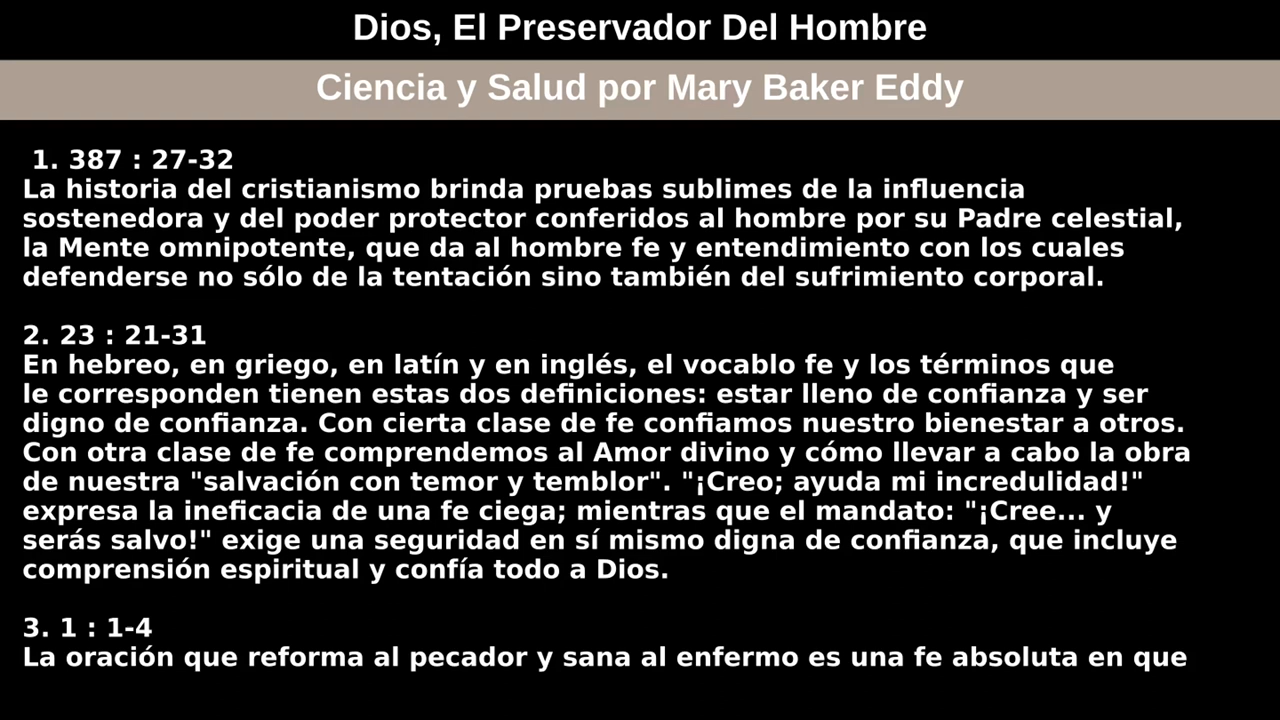 Dios, El Preservador Del Hombre
Ciencia y Salud por Mary Baker Eddy
1. 387 : 27-32
La historia del cristianismo brinda pruebas sublimes de la influencia
sostenedora y del poder protector conferidos al hombre por su Padre celestial,
la Mente omnipotente, que da al hombre fe y entendimiento con los cuales
defenderse no sólo de la tentación sino también del sufrimiento corporal.
2. 23 : 21-31
En hebreo, en griego, en latín y en inglés, el vocablo fe y los términos que
le corresponden tienen estas dos definiciones: estar lleno de confianza y ser
digno de confianza. Con cierta clase de fe confiamos nuestro bienestar a otros.
Con otra clase de fe comprendemos al Amor divino y cómo llevar a cabo la obra
de nuestra "salvación con temor y temblor". "¡Creo; ayuda mi incredulidad!"
expresa la ineficacia de una fe ciega; mientras que el mandato: "¡Cree... y
serás salvo!" exige una seguridad en sí mismo digna de confianza, que incluye
comprensión espiritual y confía todo a Dios.
3. 1 : 1-4
La oración que reforma al pecador y sana al enfermo es una fe absoluta en que